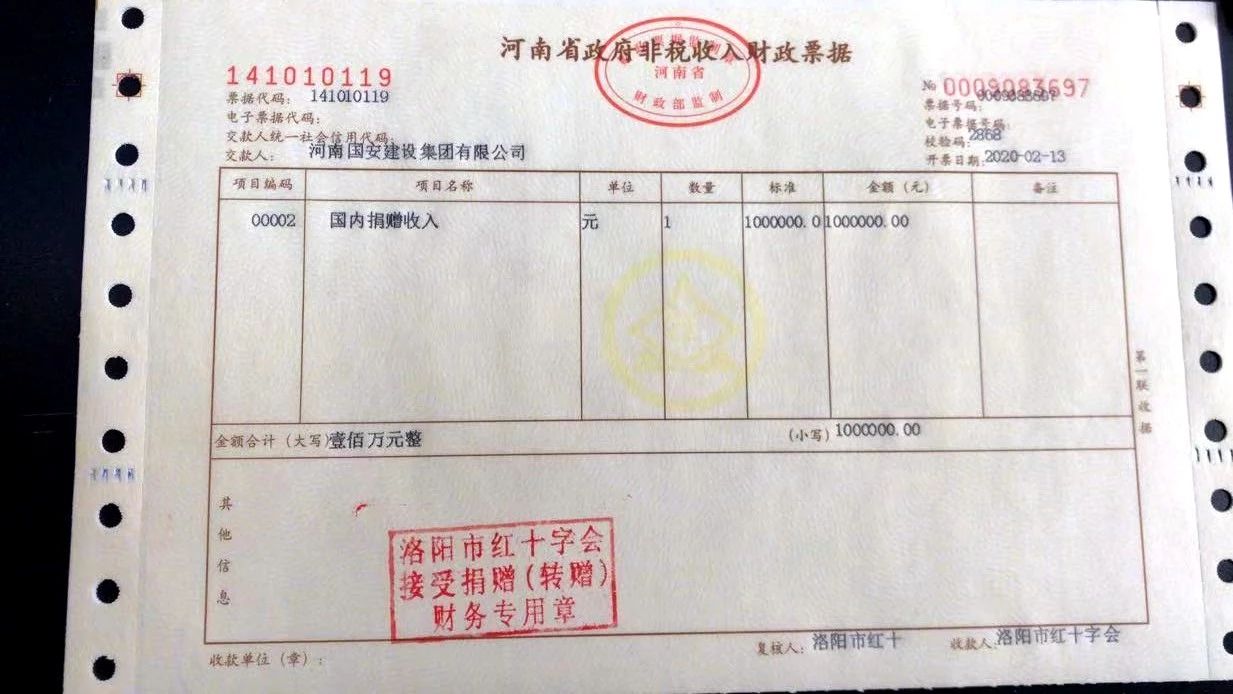 河南省政府非税收入财政票据
河南省
财政部监制
141010119
№ 0009083697
票据代码： 141010119
票据号码： 0009083697
电子票据代码：
电子票据号码：
交款人统一社会信用代码：
校验码： 2868
交款人： 河南国安建设集团有限公司
开票日期： 2020-02-13
项目编码 项目名称 单位 数量 标准 金额（元） 备注
00002 国内捐赠收入 元 1 1000000.0 1000000.00
金额合计（大写） 壹佰万元整 （小写） 1000000.00
第一联 收据
其他信息
洛阳市红十字会
接受捐赠（转赠）
财务专用章
收款单位（章）： 复核人： 洛阳市红十 收款人： 洛阳市红十字会